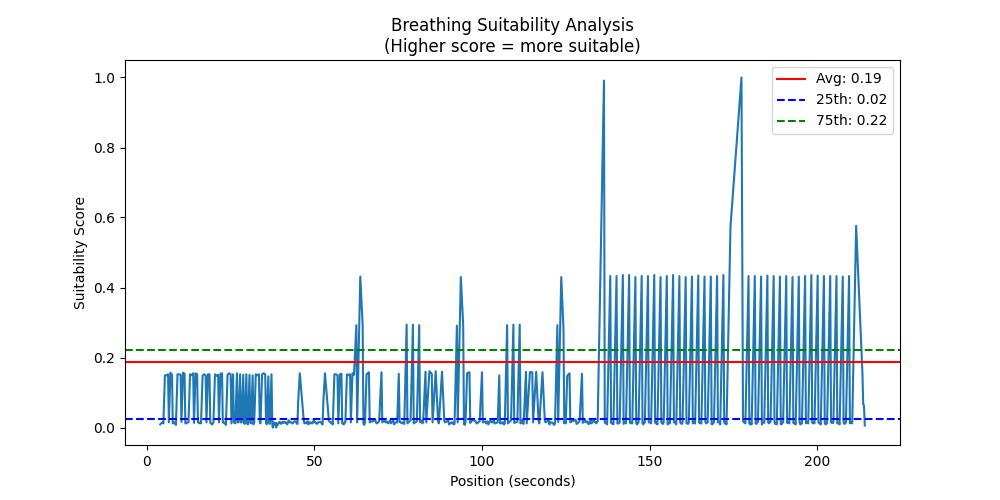 Breathing Suitability Analysis
(Higher score = more suitable)
Avg: 0.19
25th: 0.02
75th: 0.22
1.0
0.8
0.6
0.4
0.2
0.0
Suitability Score
0
50
100
150
200
Position (seconds)